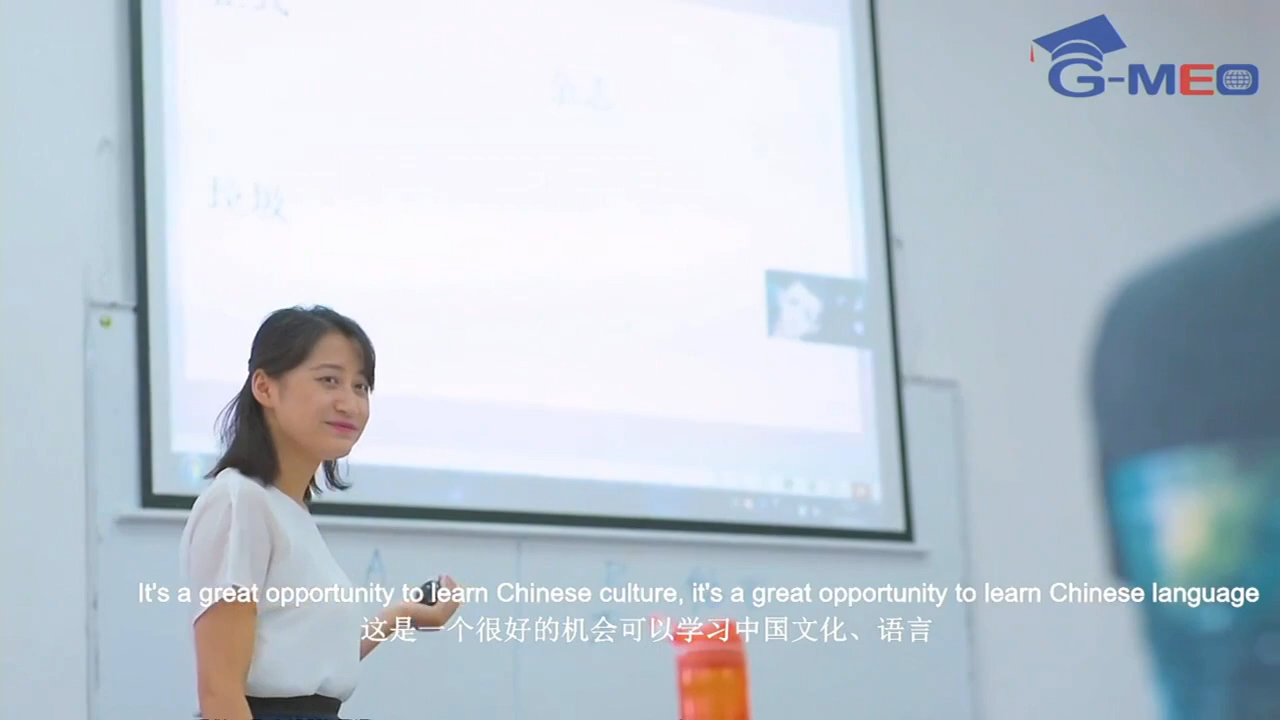 G-MEO
It's a great opportunity to learn Chinese culture, it's a great opportunity to learn Chinese language
这是一个很好的机会可以学习中国文化、语言